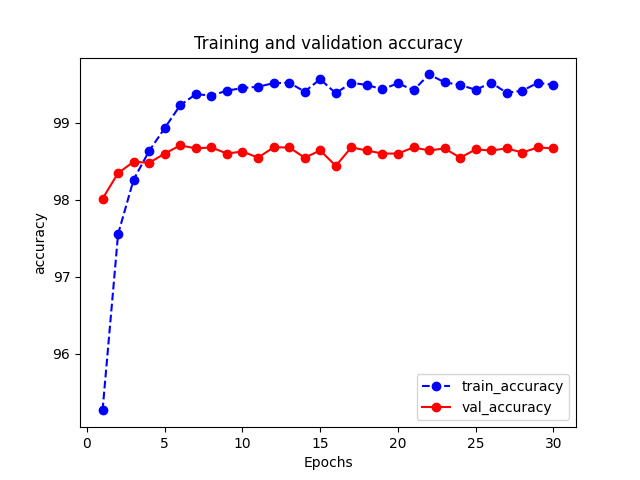 Training and validation accuracy
accuracy
99
98
97
96
0 5 10 15 20 25 30
Epochs
train_accuracy
val_accuracy